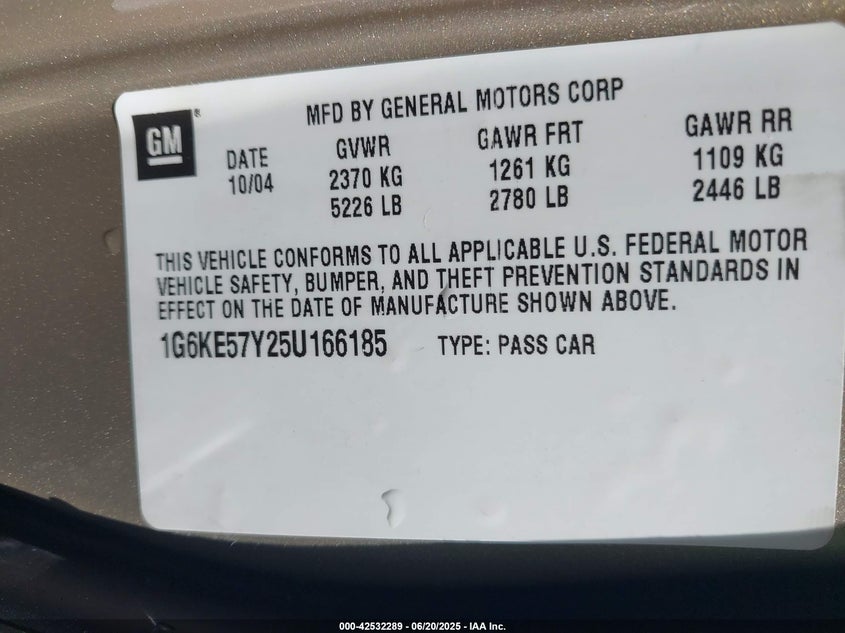 MFD BY GENERAL MOTORS CORP
GM®
DATE GVWR GAWR FRT GAWR RR
10/04 2370 KG 1261 KG 1109 KG
5226 LB 2780 LB 2446 LB
THIS VEHICLE CONFORMS TO ALL APPLICABLE U.S. FEDERAL MOTOR
VEHICLE SAFETY, BUMPER, AND THEFT PREVENTION STANDARDS IN
EFFECT ON THE DATE OF MANUFACTURE SHOWN ABOVE.
1G6KE57Y25U166185 TYPE: PASS CAR
000-42532289 - 06/20/2025 - IAA Inc.